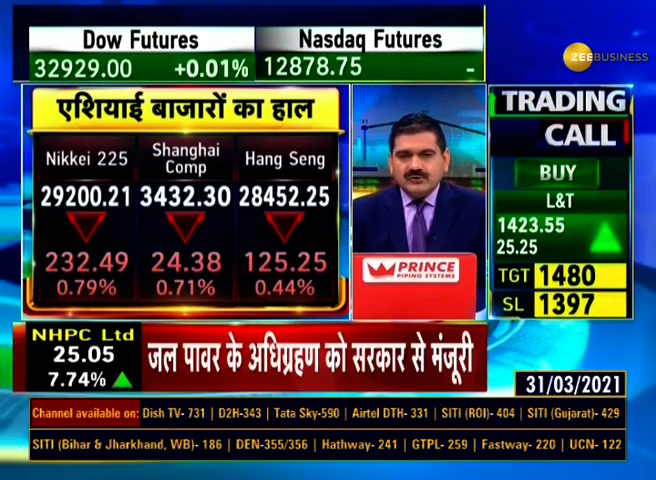 Dow Futures
32929.00 +0.01%
Nasdaq Futures
12878.75 -
ZEEBUSINESS
एशियाई बाजारों का हाल
Nikkei 225
29200.21
232.49
0.79%
Shanghai
Comp
3432.30
24.38
0.71%
Hang Seng
28452.25
125.25
0.44%
PRINCE
PIPING SYSTEMS
TRADING
CALL
BUY
L&T
1423.55
25.25
TGT 1480
SL 1397
NHPC Ltd
25.05
7.74%
जल पावर के अधिग्रहण को सरकार से मंजूरी
31/03/2021
Channel available on: Dish TV- 731 | D2H-343 | Tata Sky-590 | Airtel DTH- 331 | SITI (ROI)- 404 | SITI (Gujarat)- 429
SITI (Bihar & Jharkhand, WB)- 186 | DEN-355/356 | Hathway- 241 | GTPL- 259 | Fastway- 220 | UCN- 122